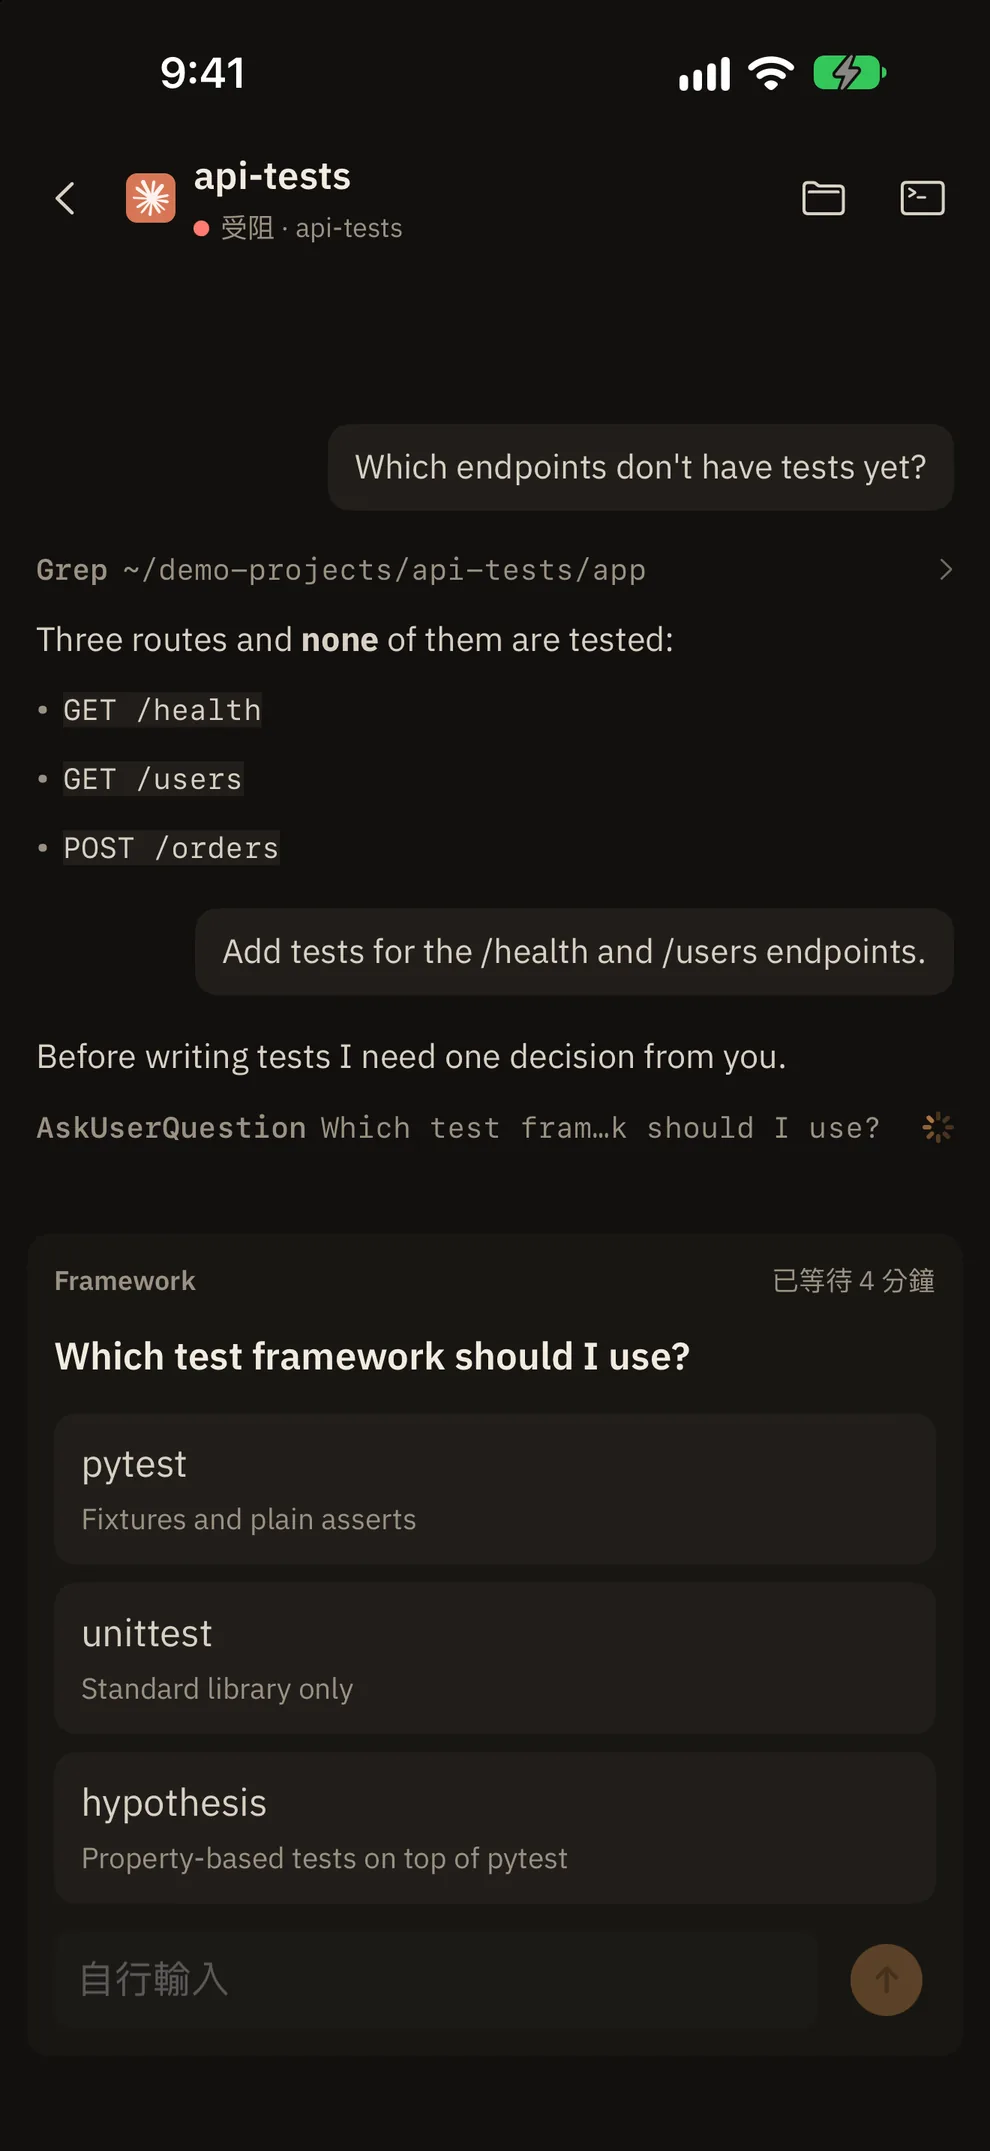 9:41
api-tests
受阻 · api-tests
Which endpoints don't have tests yet?
Grep ~/demo-projects/api-tests/app
Three routes and none of them are tested:
• GET /health
• GET /users
• POST /orders
Add tests for the /health and /users endpoints.
Before writing tests I need one decision from you.
AskUserQuestion Which test fram…k should I use?
Framework 已等待 4 分鐘
Which test framework should I use?
pytest
Fixtures and plain asserts
unittest
Standard library only
hypothesis
Property-based tests on top of pytest
自行輸入